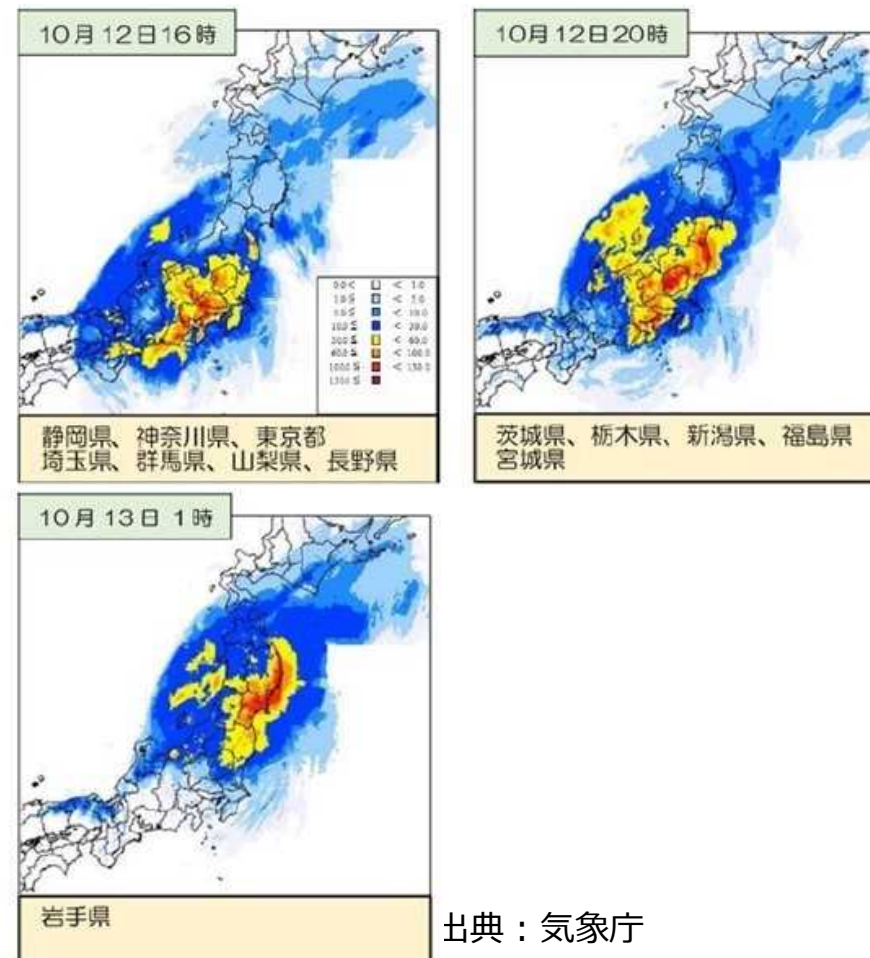 10月12日16時
静岡県、神奈川県、東京都
埼玉県、群馬県、山梨県、長野県
10月12日20時
茨城県、栃木県、新潟県、福島県
宮城県
10月13日 1時
岩手県
出典：気象庁